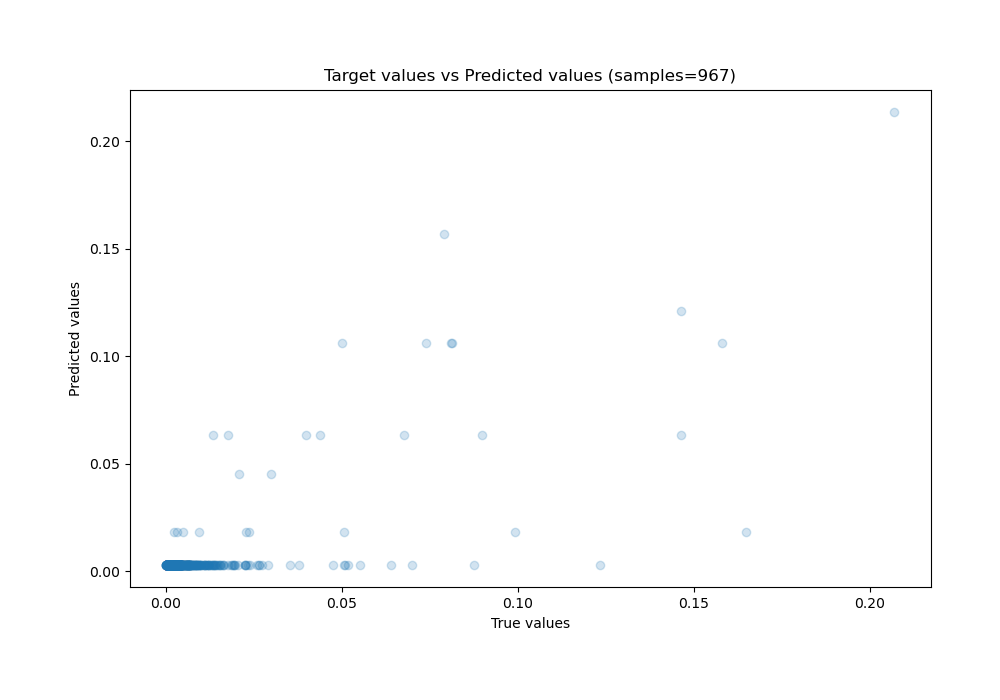 Target values vs Predicted values (samples=967)
0.20
0.15
0.10
0.05
0.00
Predicted values
0.00 0.05 0.10 0.15 0.20
True values